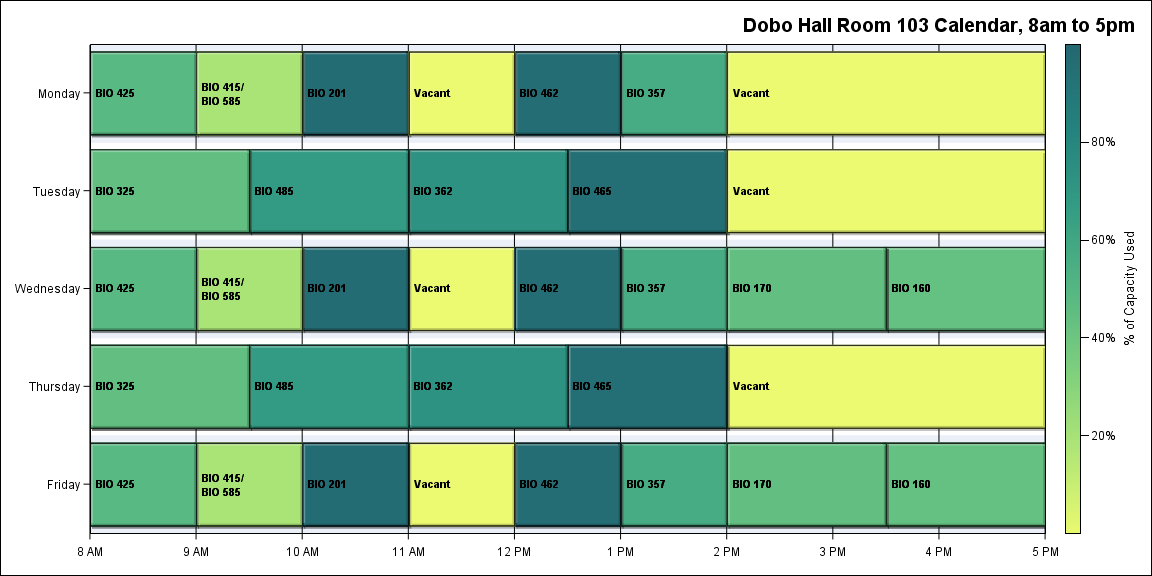 Dobo Hall Room 103 Calendar, 8am to 5pm
Monday
BIO 425
BIO 415/
BIO 585
BIO 201
Vacant
BIO 462
BIO 357
Vacant
Tuesday
BIO 325
BIO 485
BIO 362
BIO 465
Vacant
Wednesday
BIO 425
BIO 415/
BIO 585
BIO 201
Vacant
BIO 462
BIO 357
BIO 170
BIO 160
Thursday
BIO 325
BIO 485
BIO 362
BIO 465
Vacant
Friday
BIO 425
BIO 415/
BIO 585
BIO 201
Vacant
BIO 462
BIO 357
BIO 170
BIO 160
8 AM
9 AM
10 AM
11 AM
12 PM
1 PM
2 PM
3 PM
4 PM
5 PM
80%
60%
40%
20%
% of Capacity Used